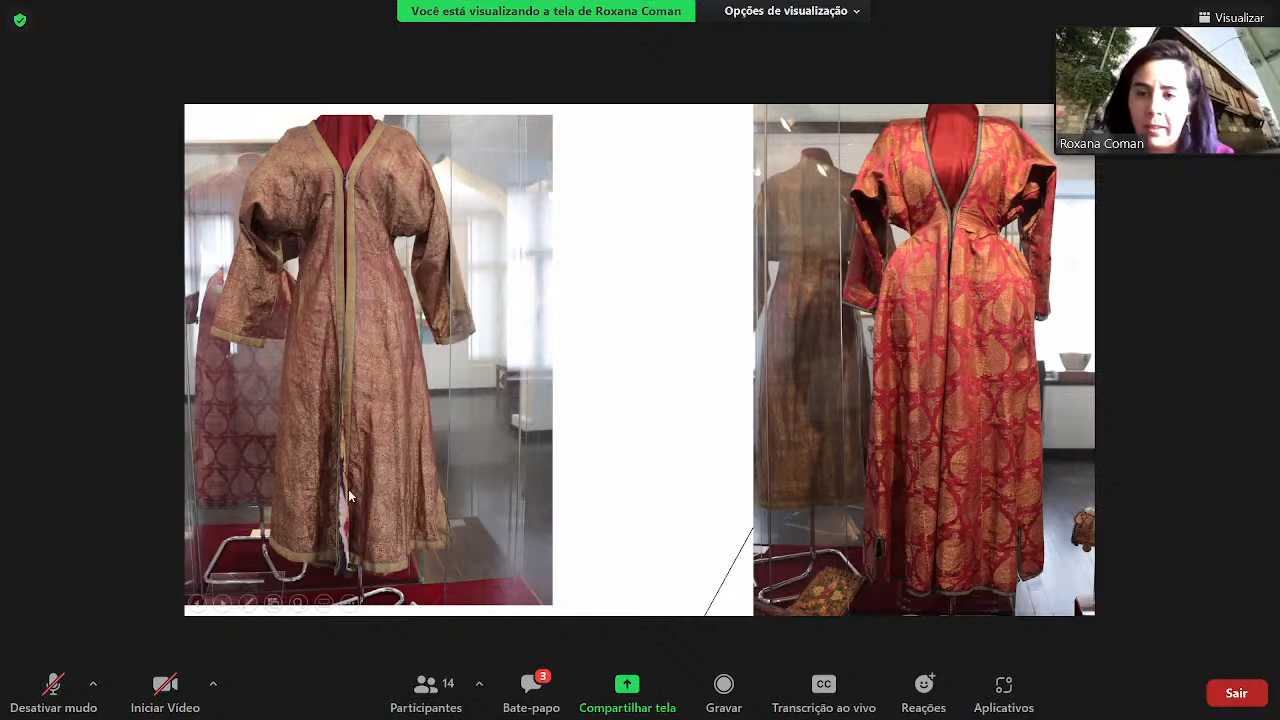 Você está visualizando a tela de Roxana Coman
Opções de visualização
Visualizar
Roxana Coman
Desativar mudo
Iniciar Vídeo
14
Participantes
3
Bate-papo
Compartilhar tela
Gravar
CC
Transcrição ao vivo
Reações
Aplicativos
Sair